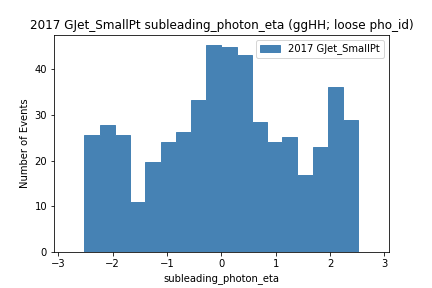 2017 GJet_SmallPt subleading_photon_eta (ggHH; loose pho_id)
2017 GJet_SmallPt
Number of Events
40
30
20
10
0
−3 −2 −1 0 1 2 3
subleading_photon_eta